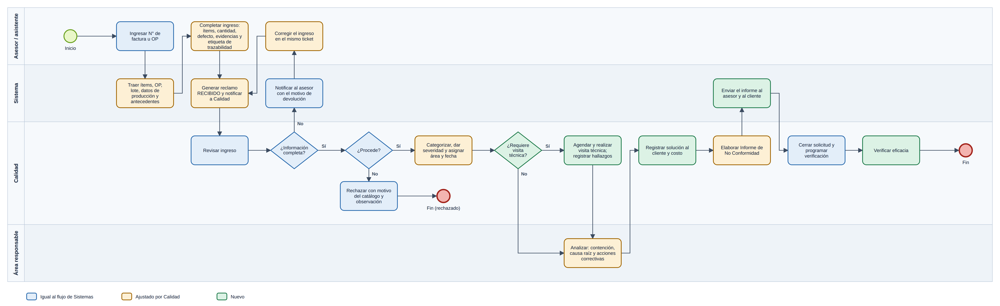 Asesor / asistente
Inicio
Ingresar N° de
factura u OP
Completar ingreso:
ítems, cantidad,
defecto, evidencias y
etiqueta de
trazabilidad
Corregir el ingreso
en el mismo ticket
Sistema
Traer ítems, OP,
lote, datos de
producción y
antecedentes
Generar reclamo
RECIBIDO y notificar
a Calidad
Notificar al asesor
con el motivo de
devolución
Enviar el informe al
asesor y al cliente
Calidad
Revisar ingreso
No
¿Información
completa?
Sí
¿Procede?
Sí
No
Categorizar, dar
severidad y asignar
área y fecha
¿Requiere
visita
técnica?
Sí
No
Agendar y realizar
visita técnica;
registrar hallazgos
Registrar solución al
cliente y costo
Elaborar Informe de
No Conformidad
Cerrar solicitud y
programar
verificación
Verificar eficacia
Fin
Rechazar con motivo
del catálogo y
observación
Fin (rechazado)
Área responsable
Analizar: contención,
causa raíz y acciones
correctivas
Igual al flujo de Sistemas
Ajustado por Calidad
Nuevo